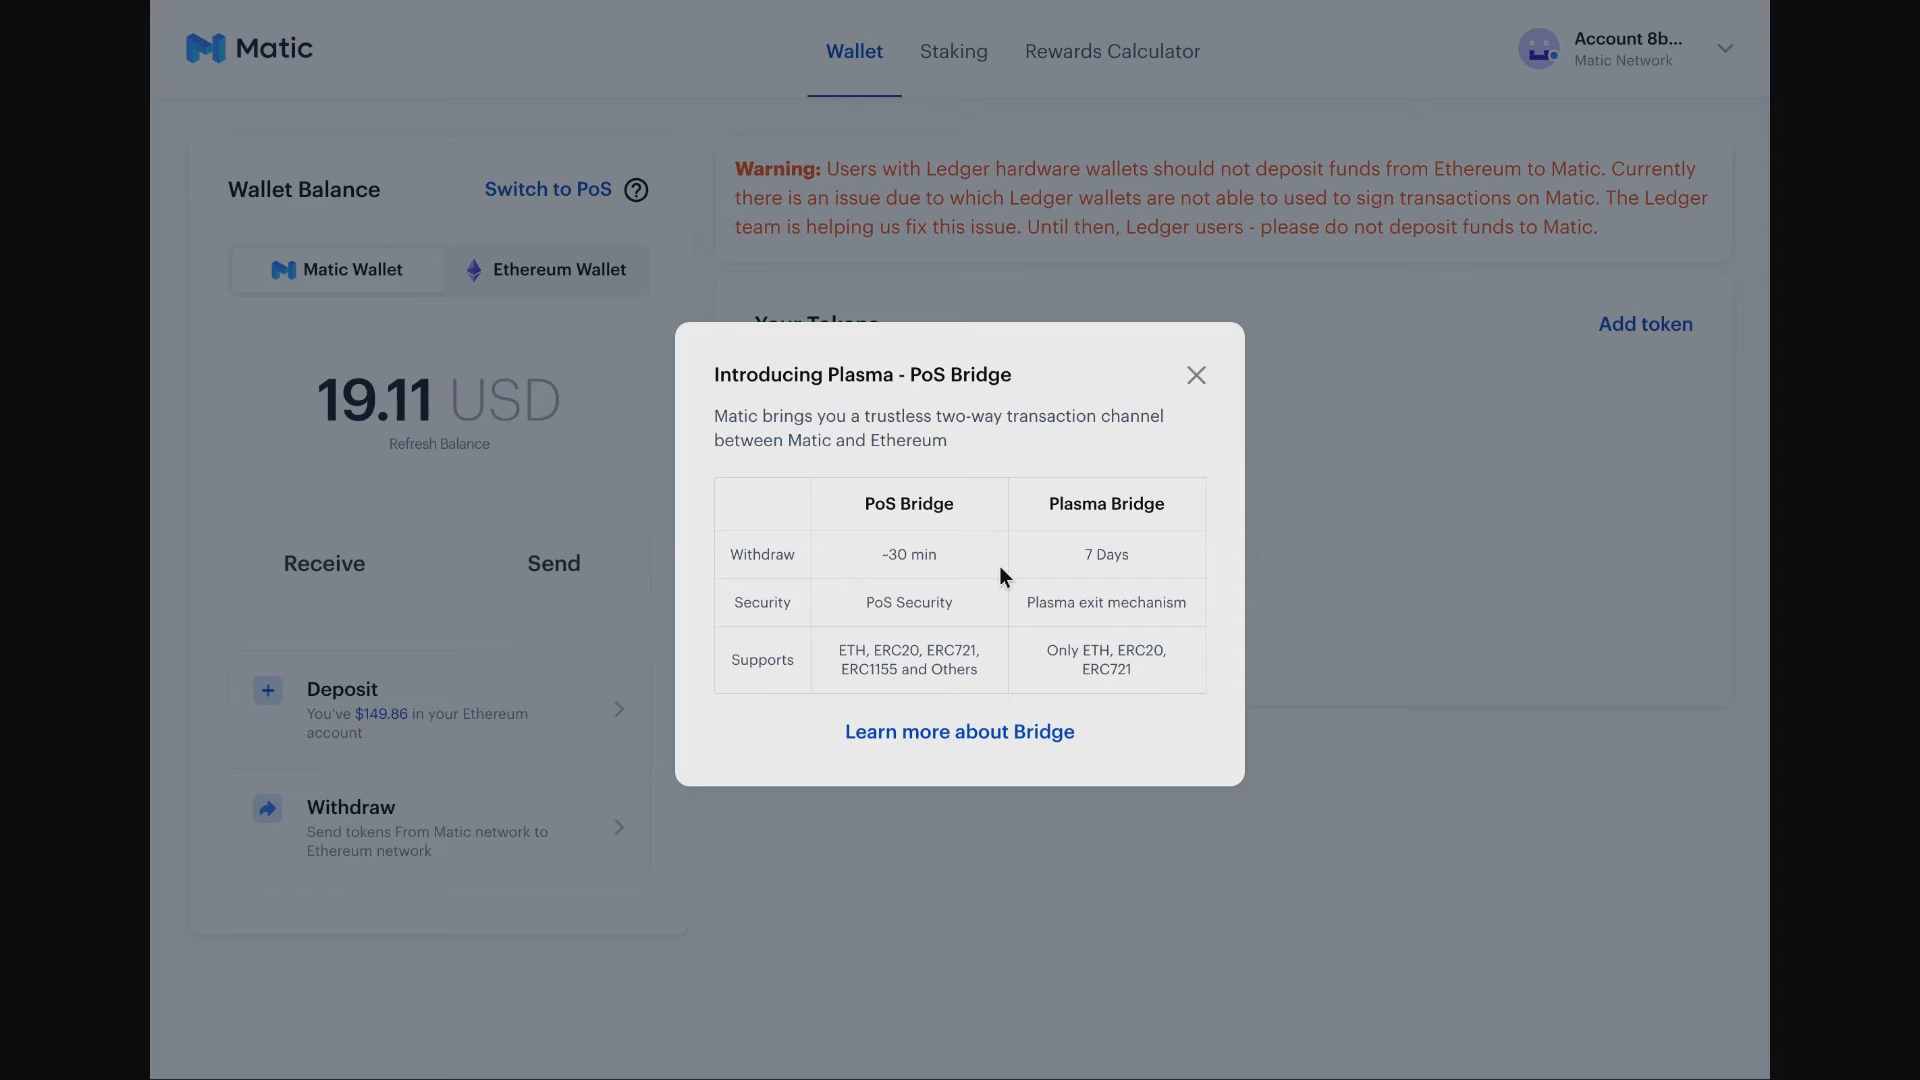 Matic
Wallet
Staking
Rewards Calculator
Account 8b...
Matic Network
Wallet Balance
Switch to PoS
Matic Wallet
Ethereum Wallet
19.11 USD
Refresh Balance
Receive
Send
Deposit
You've $149.86 in your Ethereum
account
Withdraw
Send tokens From Matic network to
Ethereum network
Warning: Users with Ledger hardware wallets should not deposit funds from Ethereum to Matic. Currently
there is an issue due to which Ledger wallets are not able to used to sign transactions on Matic. The Ledger
team is helping us fix this issue. Until then, Ledger users - please do not deposit funds to Matic.
Your Tokens
Add token
Introducing Plasma - PoS Bridge
Matic brings you a trustless two-way transaction channel
between Matic and Ethereum
PoS Bridge
Plasma Bridge
Withdraw
~30 min
7 Days
Security
PoS Security
Plasma exit mechanism
Supports
ETH, ERC20, ERC721,
ERC1155 and Others
Only ETH, ERC20,
ERC721
Learn more about Bridge